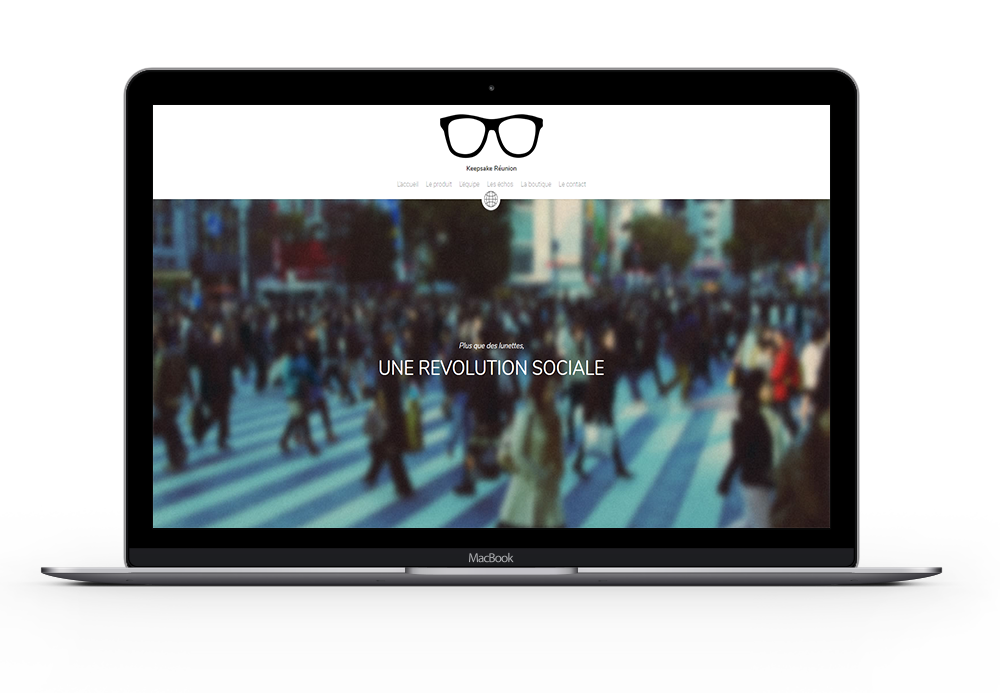 Keepsake Réunion
L'accueil Le produit L'équipe Les échos La boutique Le contact
Plus que des lunettes,
UNE REVOLUTION SOCIALE
MacBook